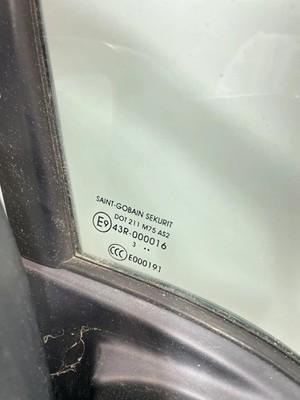 SAINT-GOBAIN SEKURIT
DOT 211 M75 AS2
E9 43R-000016
3 ••
CCC E000191